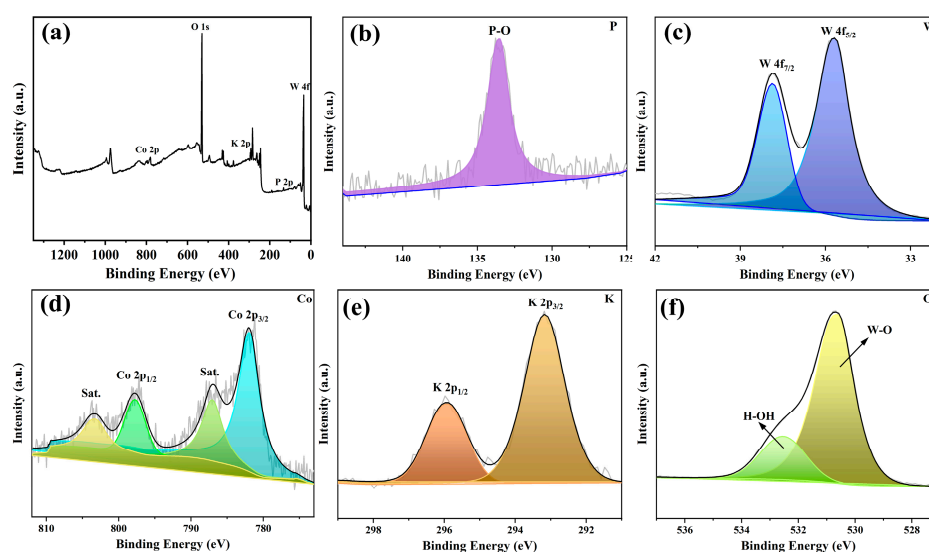 (a)
O 1s
W 4f
Co 2p
K 2p
P 2p
Intensity (a.u.)
1200 1000 800 600 400 200 0
Binding Energy (eV)
(b)
P
P-O
Intensity (a.u.)
140 135 130 125
Binding Energy (eV)
(c)
W
W 4f5/2
W 4f7/2
Intensity (a.u.)
42 39 36 33
Binding Energy (eV)
(d)
Co
Co 2p3/2
Co 2p1/2
Sat.
Sat.
Intensity (a.u.)
810 800 790 780
Binding Energy (eV)
(e)
K
K 2p3/2
K 2p1/2
Intensity (a.u.)
298 296 294 292
Binding Energy (eV)
(f)
W-O
H-OH
Intensity (a.u.)
536 534 532 530 528
Binding Energy (eV)